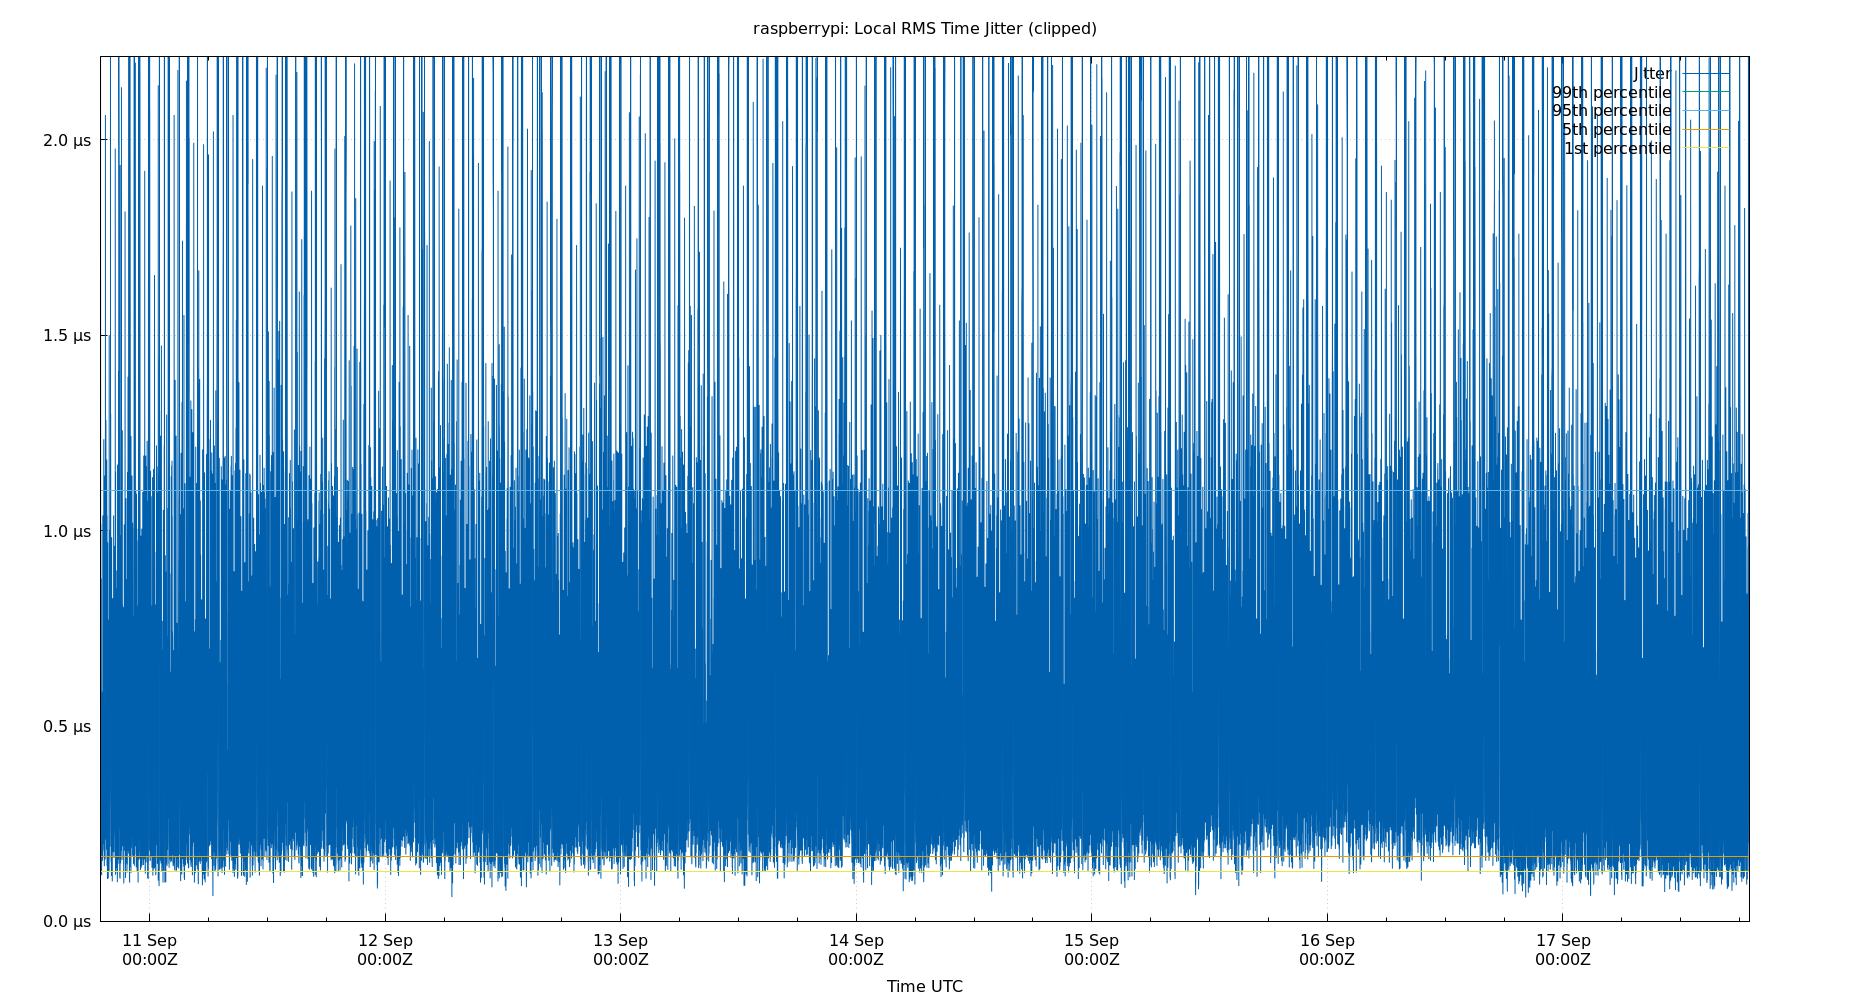 raspberrypi: Local RMS Time Jitter (clipped)
Jitter
99th percentile
95th percentile
5th percentile
1st percentile
2.0 µs
1.5 µs
1.0 µs
0.5 µs
0.0 µs
11 Sep 12 Sep 13 Sep 14 Sep 15 Sep 16 Sep 17 Sep
00:00Z 00:00Z 00:00Z 00:00Z 00:00Z 00:00Z 00:00Z
Time UTC